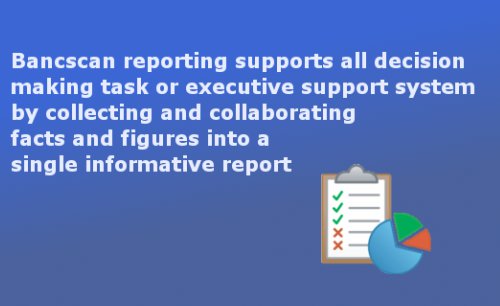 Bancscan reporting supports all decision
making task or executive support system
by collecting and collaborating
facts and figures into a
single informative report